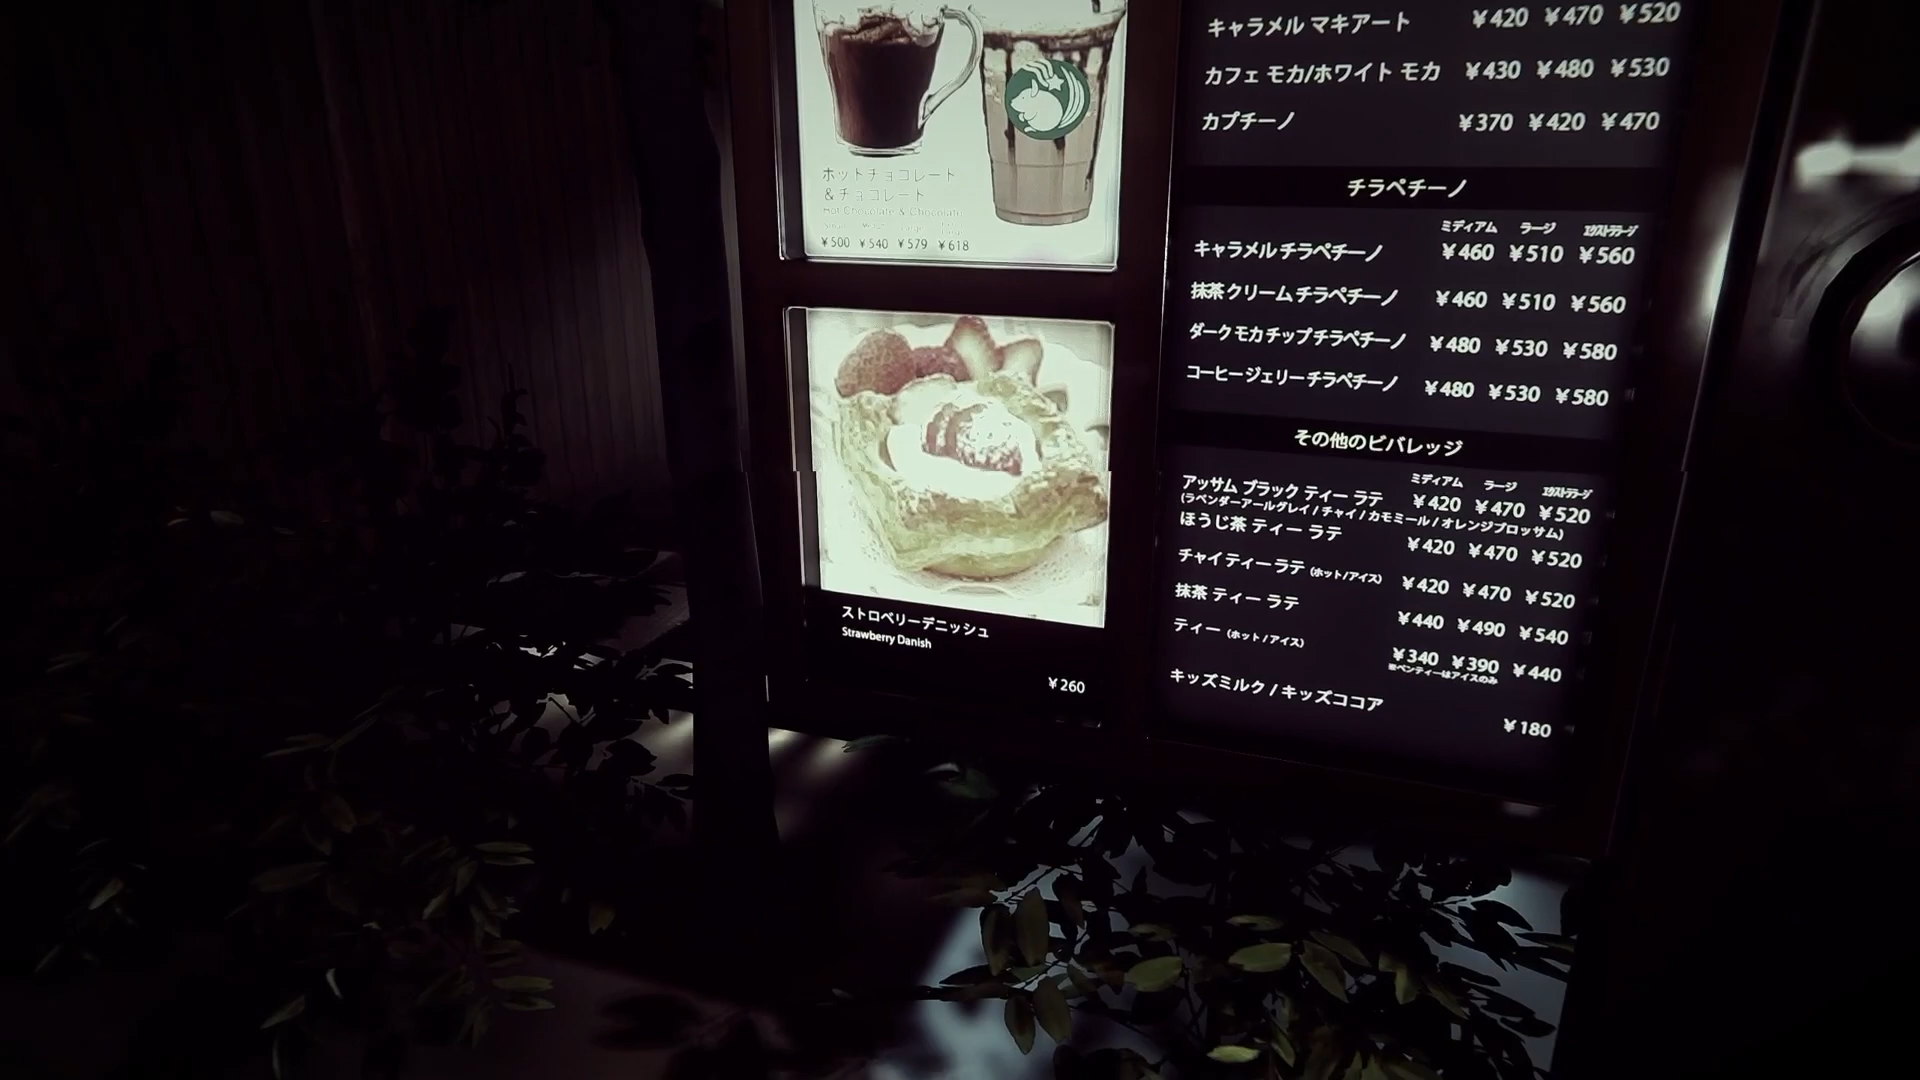 ホットチョコレート
&チョコレート
Hot Chocolate & Chocolate
¥500 ¥540 ¥579 ¥618
ストロベリーデニッシュ
Strawberry Danish
¥260
キャラメル マキアート ¥420 ¥470 ¥520
カフェ モカ/ホワイト モカ ¥430 ¥480 ¥530
カプチーノ ¥370 ¥420 ¥470
チラペチーノ
ミディアム ラージ エクストララージ
キャラメルチラペチーノ ¥460 ¥510 ¥560
抹茶クリームチラペチーノ ¥460 ¥510 ¥560
ダークモカチップチラペチーノ ¥480 ¥530 ¥580
コーヒージェリーチラペチーノ ¥480 ¥530 ¥580
その他のビバレッジ
ミディアム ラージ エクストララージ
アッサム ブラック ティー ラテ ¥420 ¥470 ¥520
(ラベンダーアールグレイ / チャイ / カモミール / オレンジブロッサム)
ほうじ茶 ティー ラテ ¥420 ¥470 ¥520
チャイティーラテ (ホット/アイス) ¥420 ¥470 ¥520
抹茶 ティー ラテ ¥440 ¥490 ¥540
ティー (ホット / アイス) ¥340 ¥390 ¥440
※ベンティーはアイスのみ
キッズミルク / キッズココア ¥180